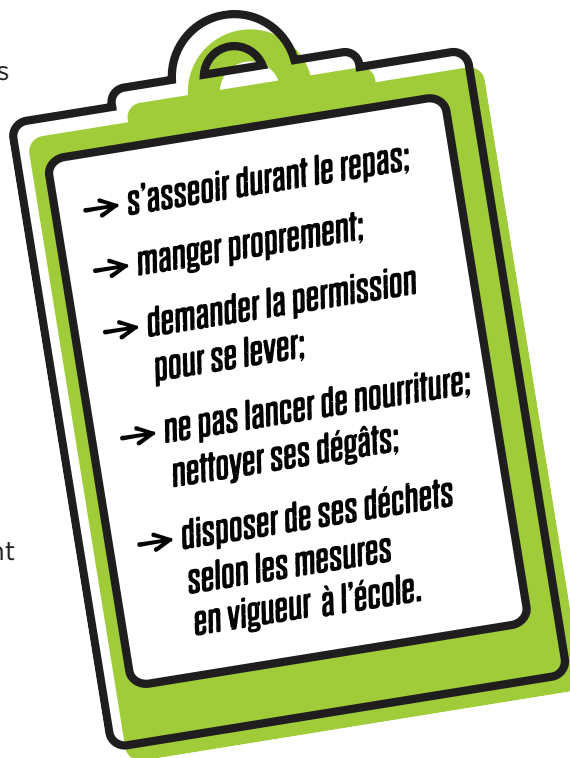 s
→ s'asseoir durant le repas;
→ manger proprement;
→ demander la permission
pour se lever;
→ ne pas lancer de nourriture;
nettoyer ses dégâts;
→ disposer de ses déchets
selon les mesures
en vigueur à l'école.
nt